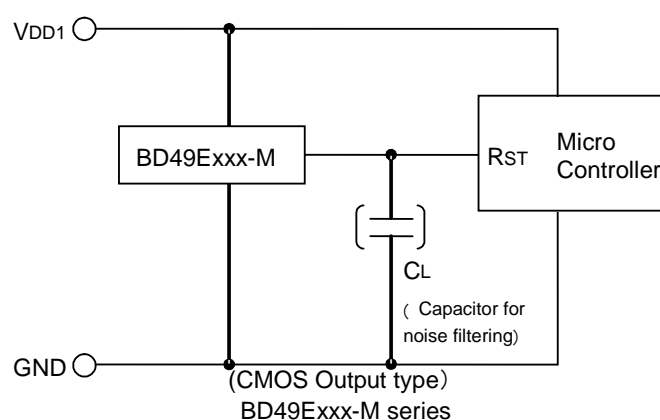 VDD1
BD49Exxx-M
RST
Micro
Controller
CL
( Capacitor for
noise filtering)
GND
(CMOS Output type)
BD49Exxx-M series